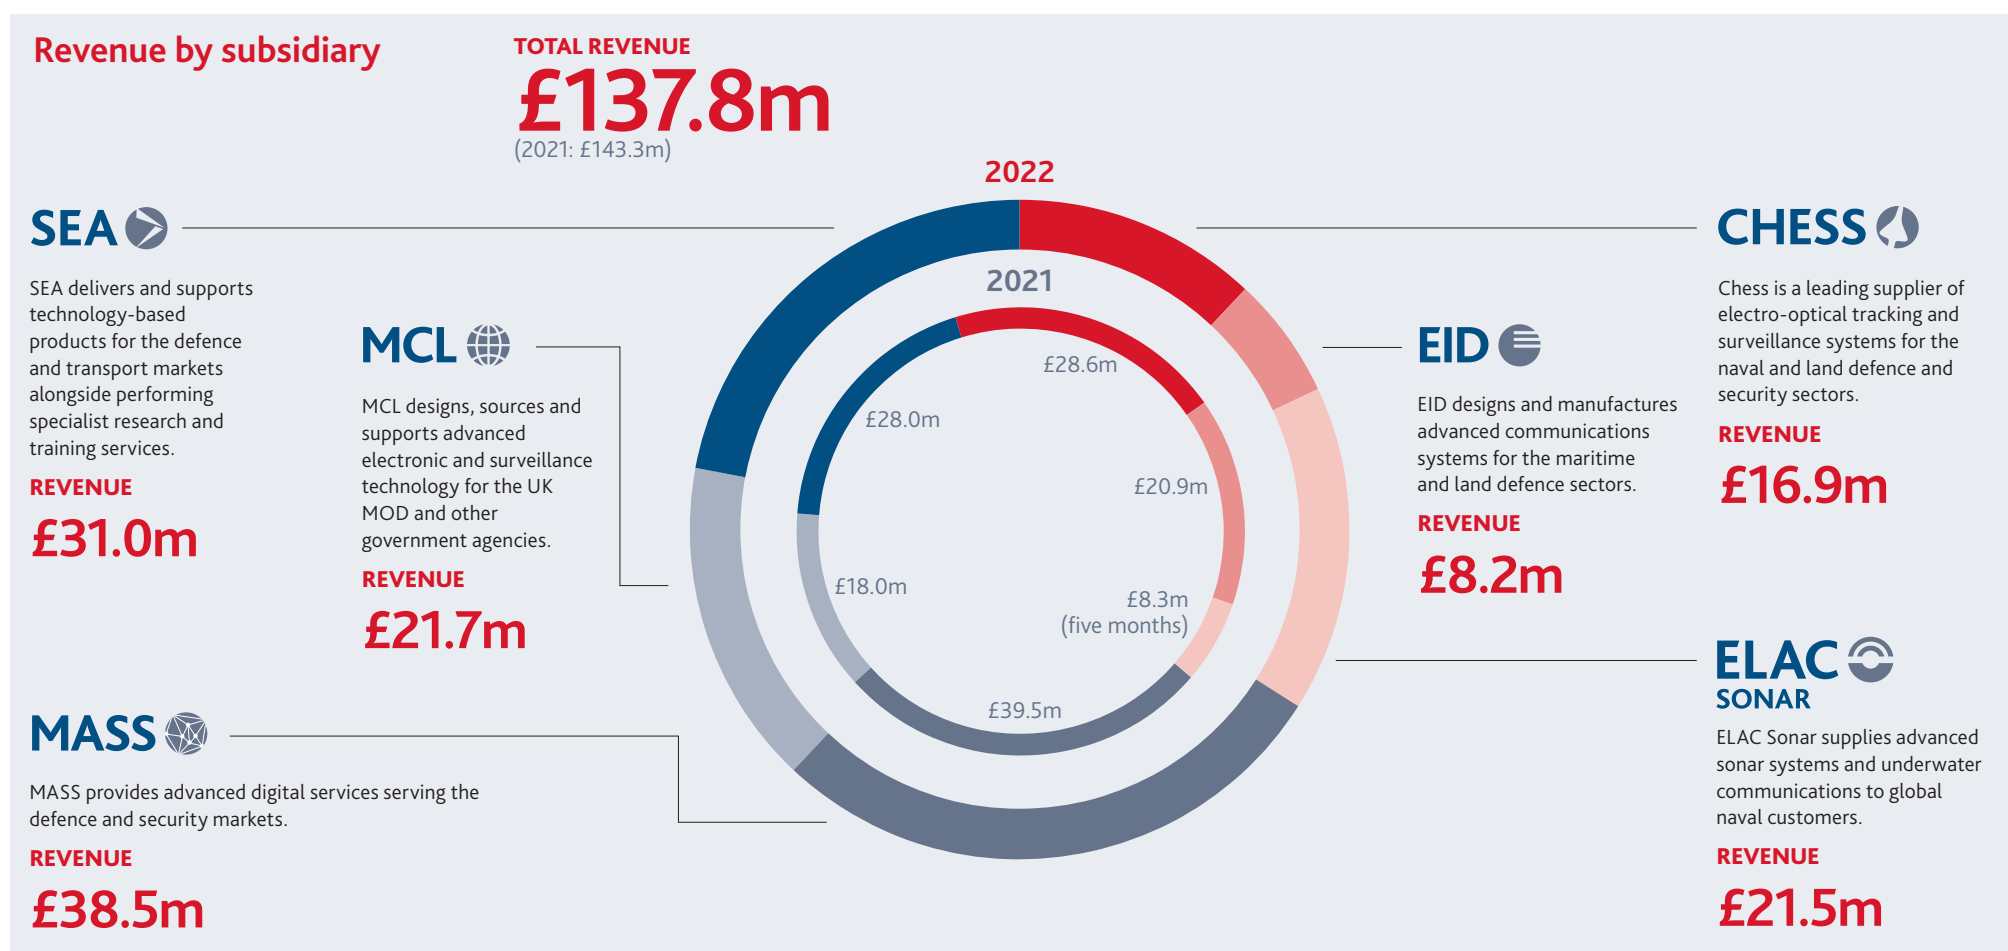 Revenue by subsidiary
TOTAL REVENUE
£137.8m
(2021: £143.3m)
2022
2021
£28.6m
£28.0m
£20.9m
£18.0m
£8.3m
(five months)
£39.5m
SEA
SEA delivers and supports
technology-based
products for the defence
and transport markets
alongside performing
specialist research and
training services.
REVENUE
£31.0m
MCL
MCL designs, sources and
supports advanced
electronic and surveillance
technology for the UK
MOD and other
government agencies.
REVENUE
£21.7m
MASS
MASS provides advanced digital services serving the
defence and security markets.
REVENUE
£38.5m
EID
EID designs and manufactures
advanced communications
systems for the maritime
and land defence sectors.
REVENUE
£8.2m
CHESS
Chess is a leading supplier of
electro-optical tracking and
surveillance systems for the
naval and land defence and
security sectors.
REVENUE
£16.9m
ELAC
SONAR
ELAC Sonar supplies advanced
sonar systems and underwater
communications to global
naval customers.
REVENUE
£21.5m